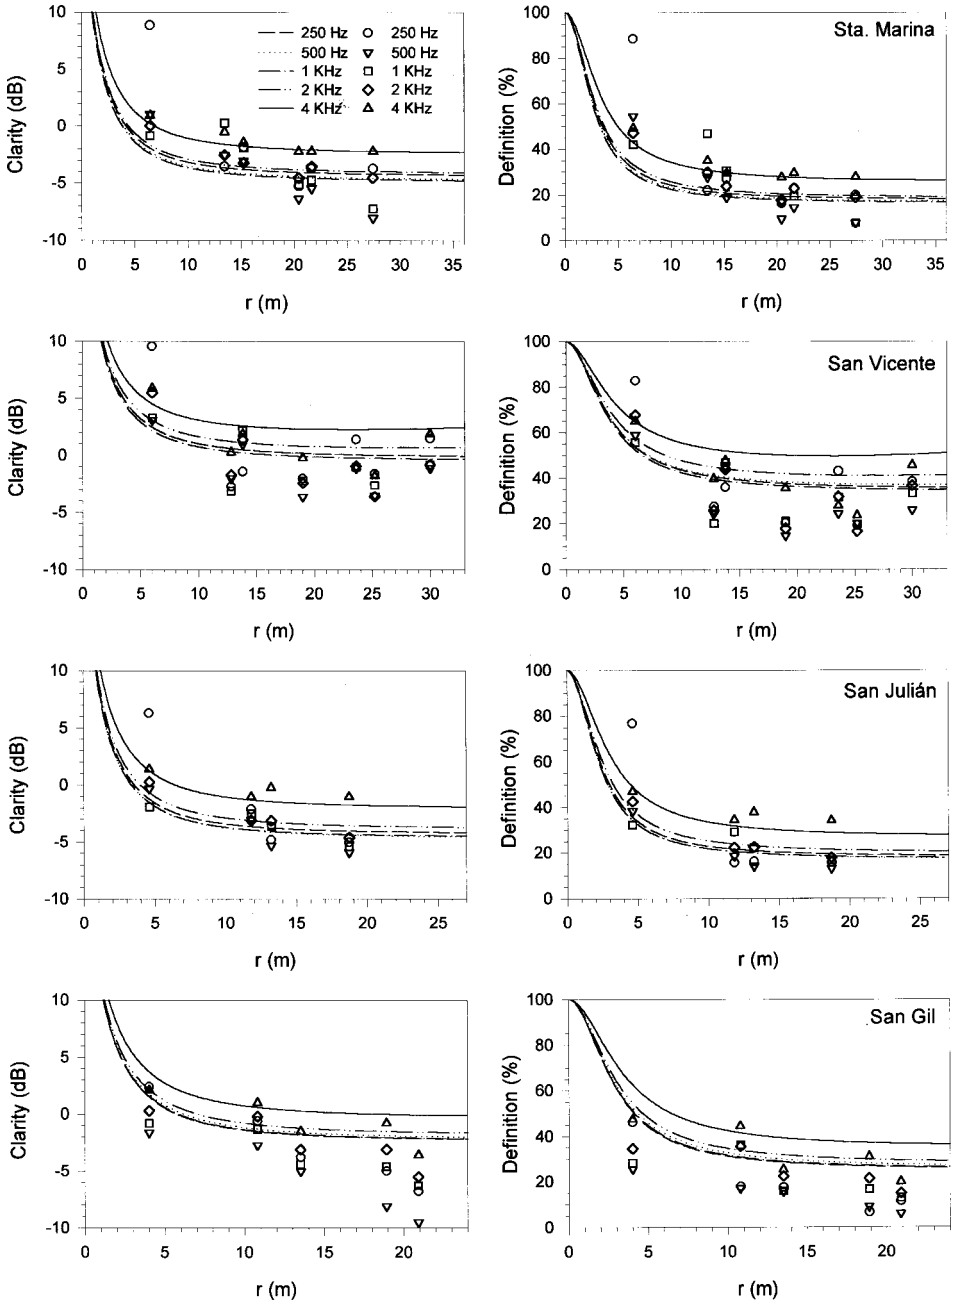 10
5
0
-5
-10
Clarity (dB)
0 5 10 15 20 25 30 35
r (m)
250 Hz 250 Hz
500 Hz 500 Hz
1 KHz 1 KHz
2 KHz 2 KHz
4 KHz 4 KHz
100
80
60
40
20
0
Definition (%)
Sta. Marina
0 5 10 15 20 25 30 35
r (m)
10
5
0
-5
-10
Clarity (dB)
0 5 10 15 20 25 30
r (m)
100
80
60
40
20
0
Definition (%)
San Vicente
0 5 10 15 20 25 30
r (m)
10
5
0
-5
-10
Clarity (dB)
0 5 10 15 20 25
r (m)
100
80
60
40
20
0
Definition (%)
San Julián
0 5 10 15 20 25
r (m)
10
5
0
-5
-10
Clarity (dB)
0 5 10 15 20
r (m)
100
80
60
40
20
0
Definition (%)
San Gil
0 5 10 15 20
r (m)